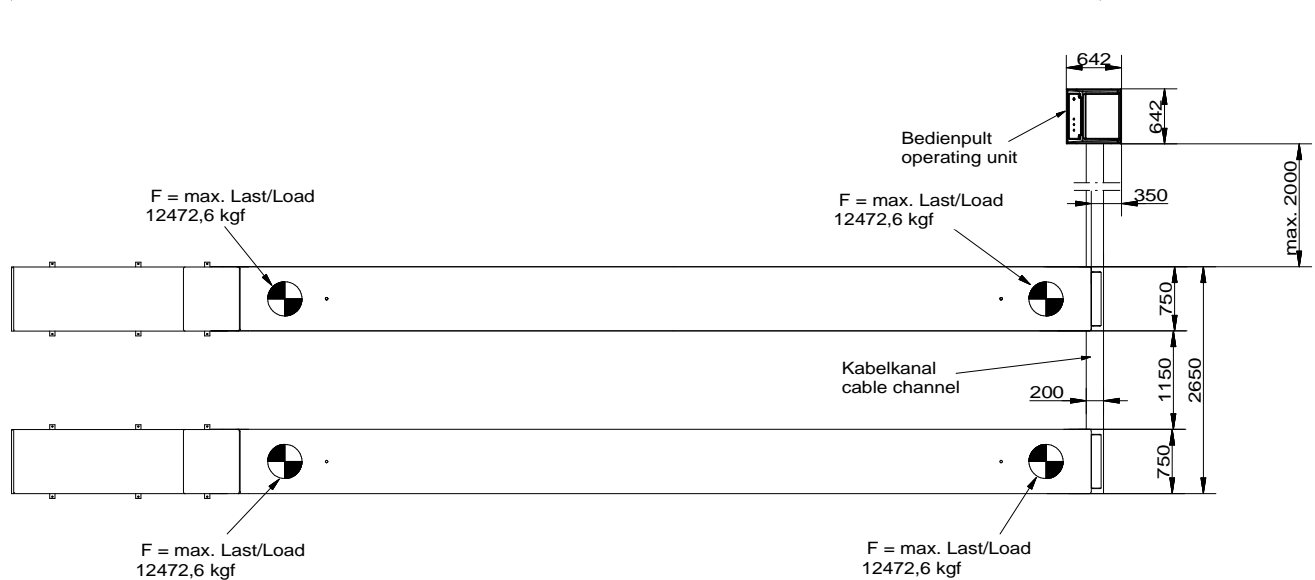 642
642
Bedienpult
operating unit
max. 2000
F = max. Last/Load
12472,6 kgf
F = max. Last/Load
12472,6 kgf
350
750
Kabelkanal
cable channel
200
1150
2650
750
F = max. Last/Load
12472,6 kgf
F = max. Last/Load
12472,6 kgf